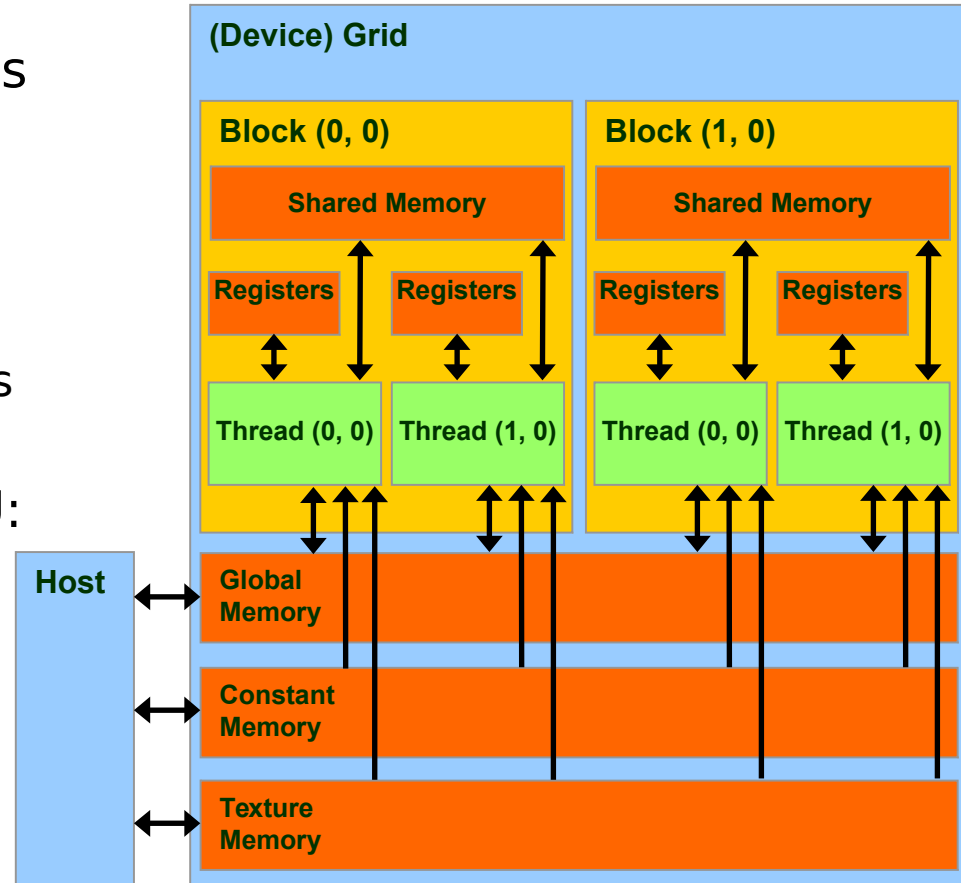 (Device) Grid
s
Block (0, 0)
Block (1, 0)
Shared Memory
Shared Memory
Registers
Registers
Registers
Registers
s
Thread (0, 0)
Thread (1, 0)
Thread (0, 0)
Thread (1, 0)
:
Host
Global
Memory
Constant
Memory
Texture
Memory